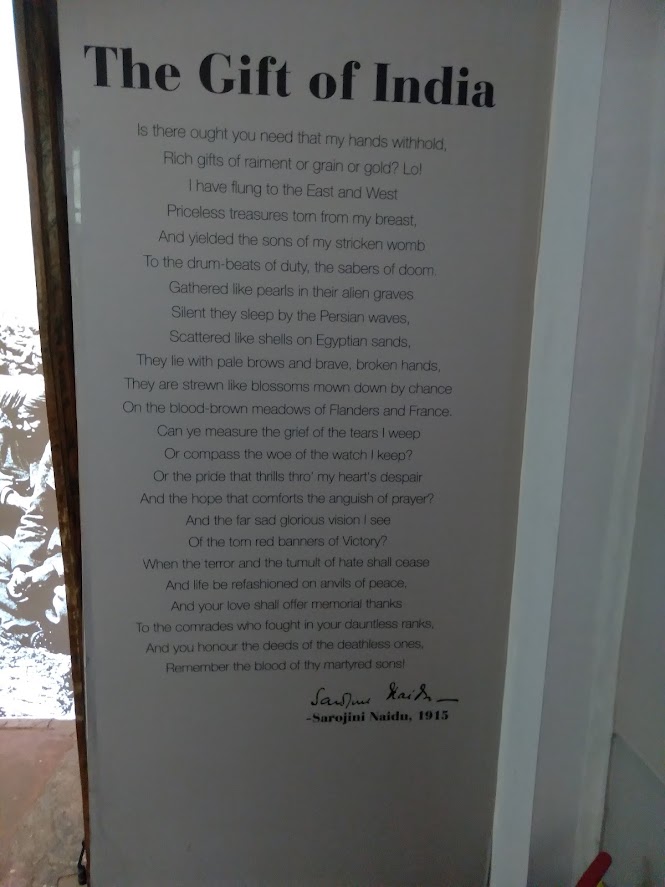 The Gift of India
Is there ought you need that my hands withhold,
Rich gifts of raiment or grain or gold? Lo!
I have flung to the East and West
Priceless treasures torn from my breast,
And yielded the sons of my stricken womb
To the drum-beats of duty, the sabers of doom.
Gathered like pearls in their alien graves
Silent they sleep by the Persian waves,
Scattered like shells on Egyptian sands,
They lie with pale brows and brave, broken hands,
They are strewn like blossoms mown down by chance
On the blood-brown meadows of Flanders and France.
Can ye measure the grief of the tears I weep
Or compass the woe of the watch I keep?
Or the pride that thrills thro' my heart's despair
And the hope that comforts the anguish of prayer?
And the far sad glorious vision I see
Of the torn red banners of Victory?
When the terror and the tumult of hate shall cease
And life be refashioned on anvils of peace,
And your love shall offer memorial thanks
To the comrades who fought in your dauntless ranks,
And you honour the deeds of the deathless ones,
Remember the blood of thy martyred sons!
Sarojini Naidu
-Sarojini Naidu, 1915